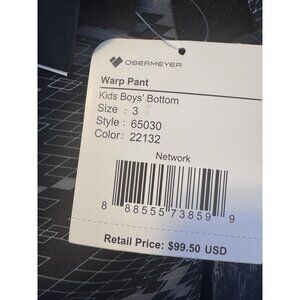 OBERMEYER
Warp Pant
Kids Boys' Bottom
Size : 3
Style : 65030
Color: 22132
Network
8 88555 73859 9
Retail Price: $99.50 USD